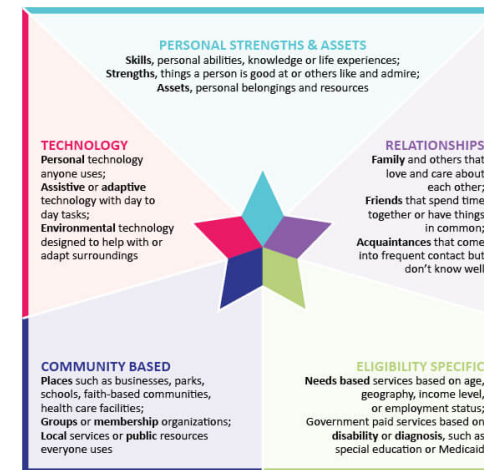 PERSONAL STRENGTHS & ASSETS
Skills, personal abilities, knowledge or life experiences;
Strengths, things a person is good at or others like and admire;
Assets, personal belongings and resources
TECHNOLOGY
Personal technology
anyone uses;
Assistive or adaptive
technology with day to
day tasks;
Environmental technology
designed to help with or
adapt surroundings
RELATIONSHIPS
Family and others that
love and care about
each other;
Friends that spend time
together or have things
in common;
Acquaintances that come
into frequent contact but
don't know well
COMMUNITY BASED
Places such as businesses, parks,
schools, faith-based communities,
health care facilities;
Groups or membership organizations;
Local services or public resources
everyone uses
ELIGIBILITY SPECIFIC
Needs based services based on age,
geography, income level,
or employment status;
Government paid services based on
disability or diagnosis, such as
special education or Medicaid